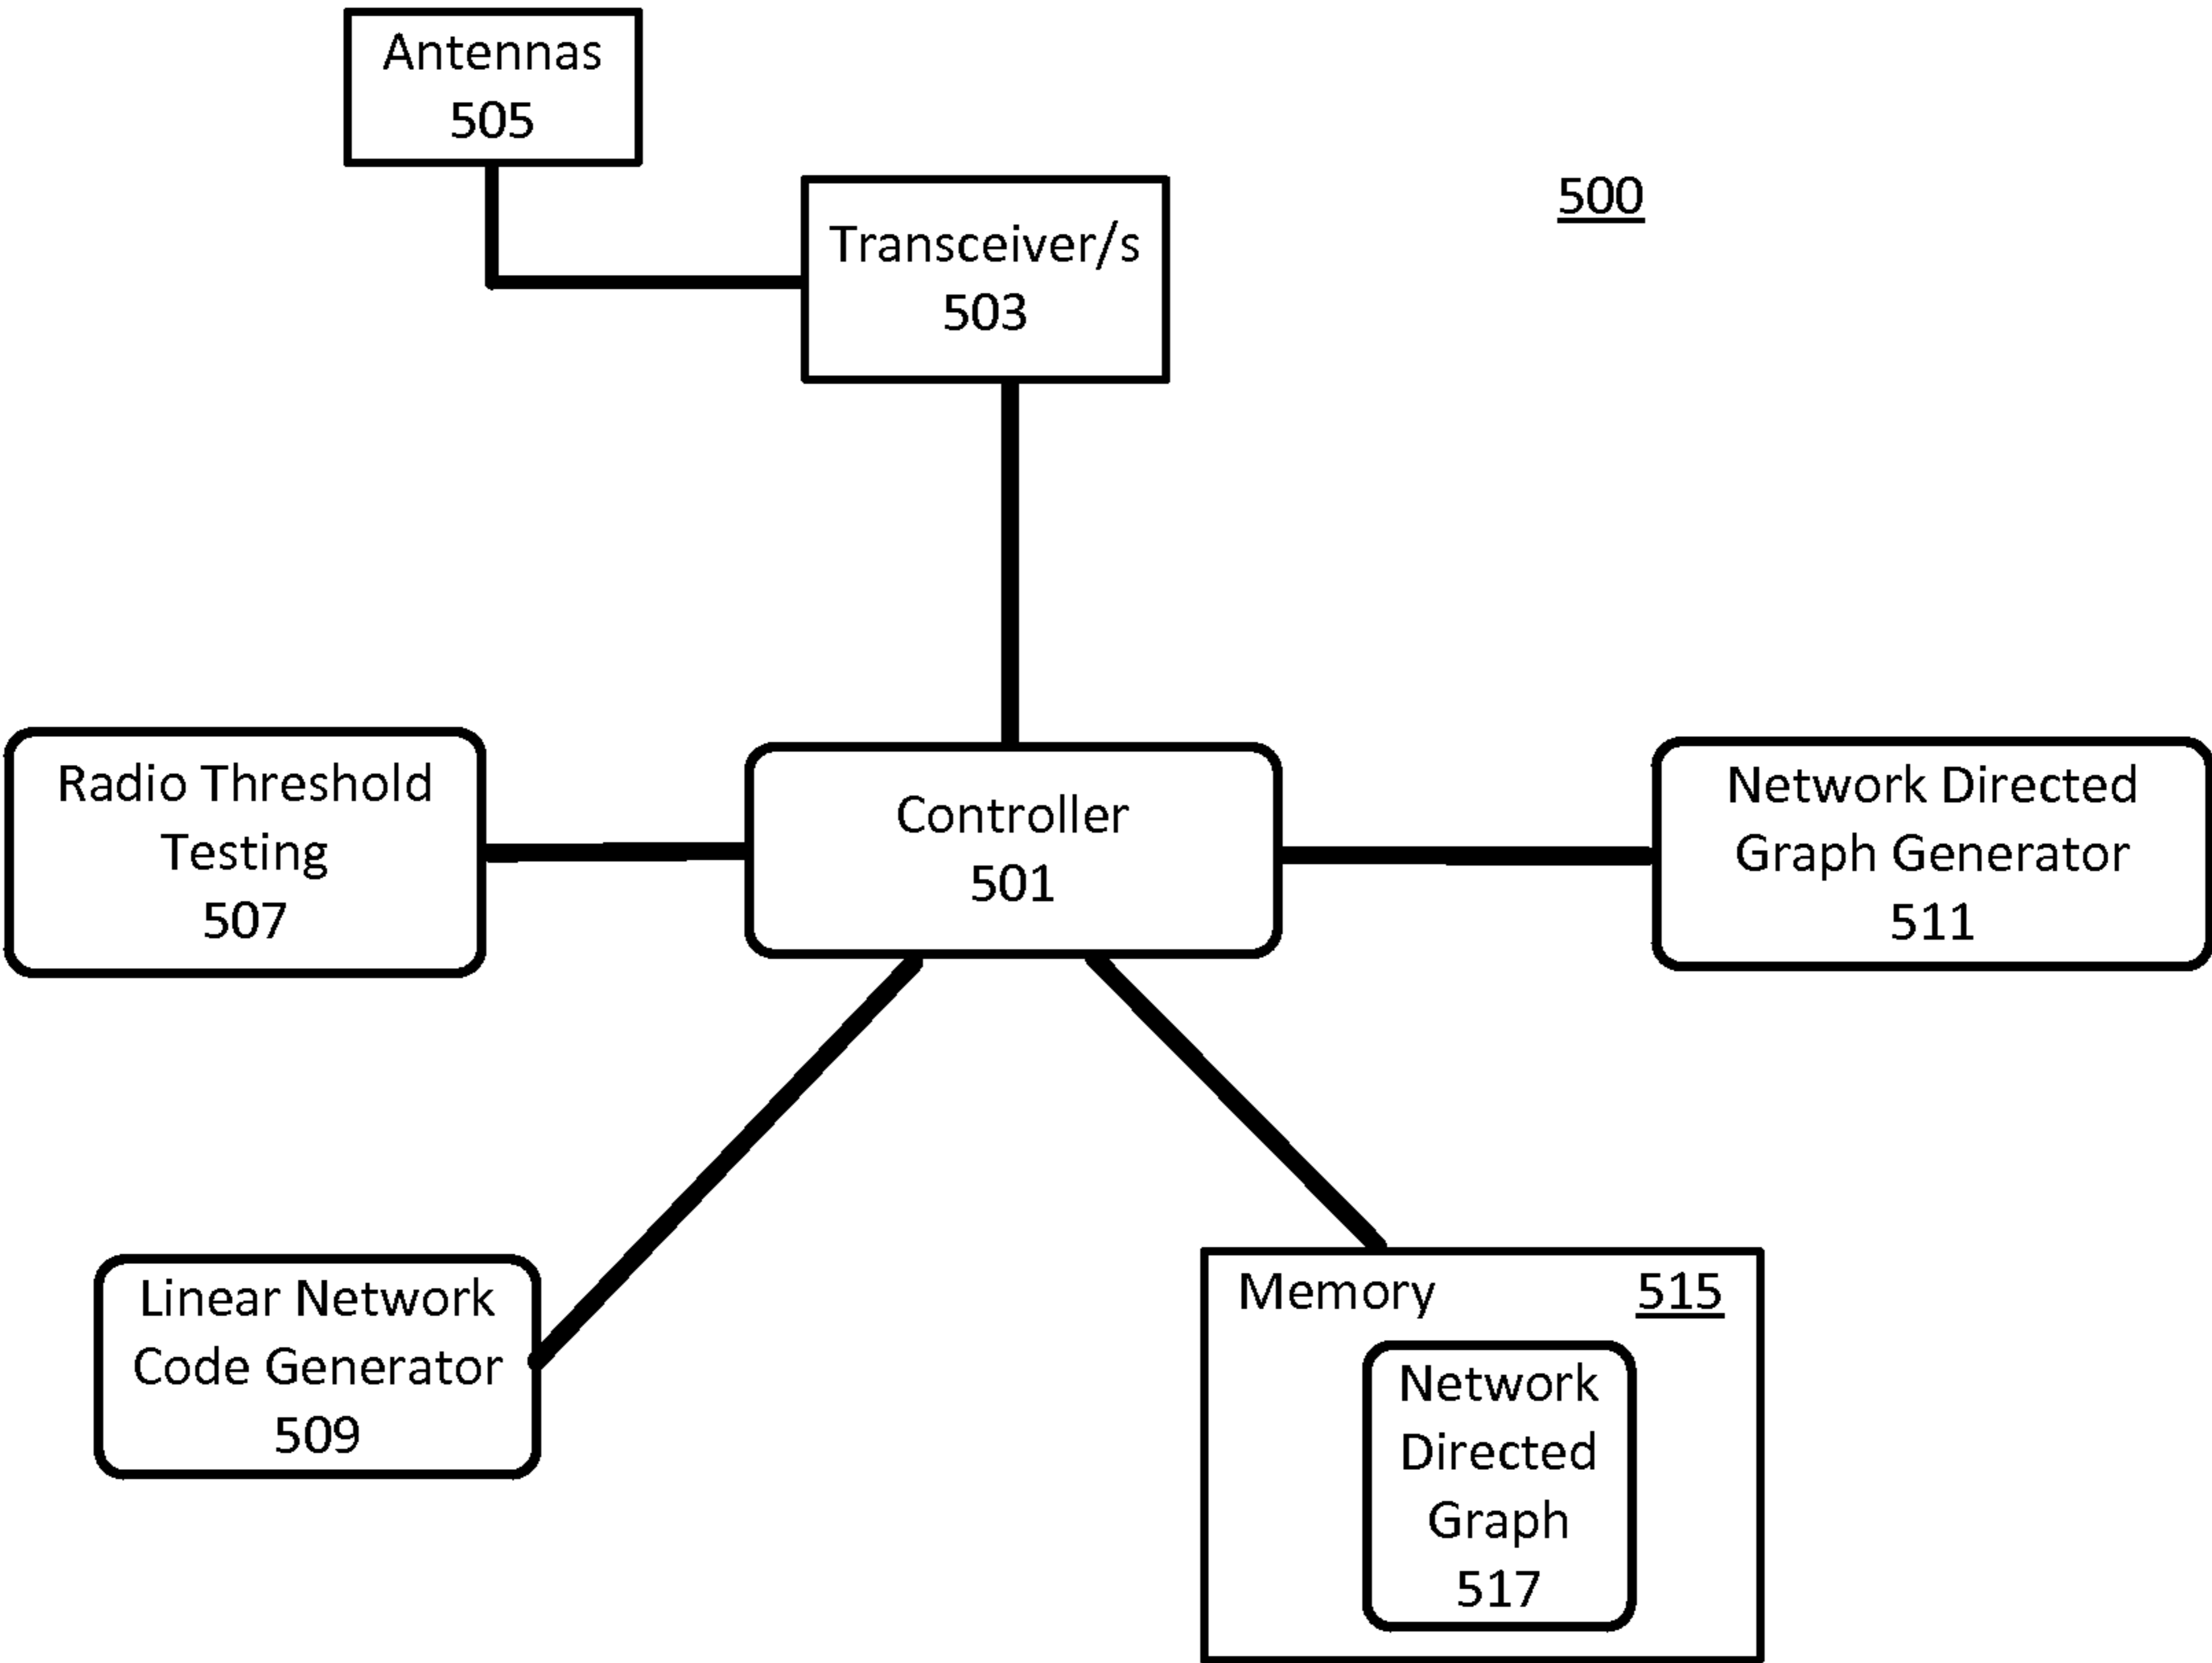 Antennas
505
500
Transceiver/s
503
Radio Threshold
Testing
507
Controller
501
Network Directed
Graph Generator
511
Linear Network
Code Generator
509
Memory 515
Network
Directed
Graph
517